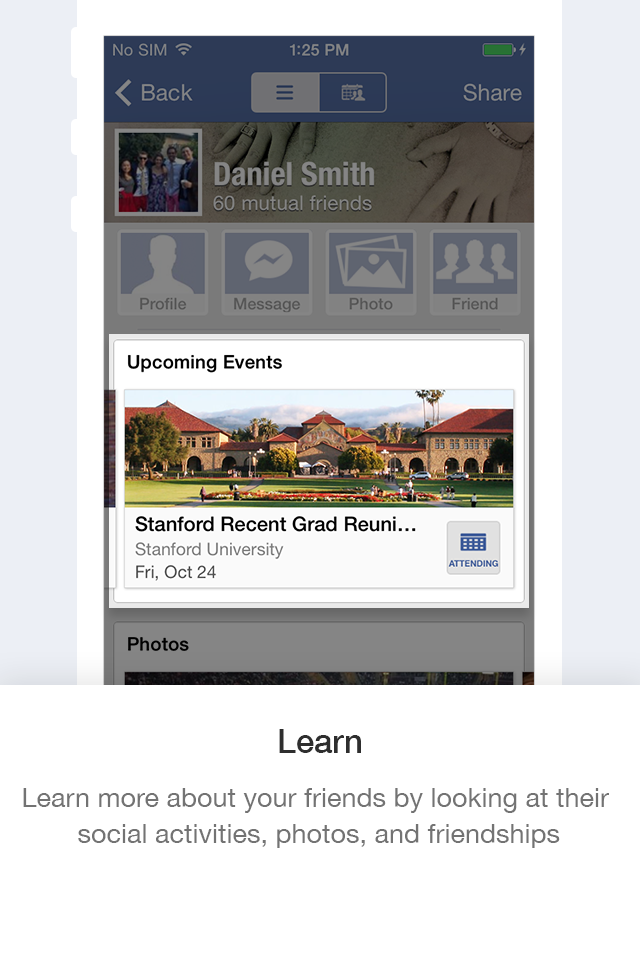 No SIM 1:25 PM
Back Share
Daniel Smith
60 mutual friends
Profile Message Photo Friend
Upcoming Events
Stanford Recent Grad Reuni...
Stanford University
ATTENDING
Fri, Oct 24
Photos
Learn
Learn more about your friends by looking at their
social activities, photos, and friendships